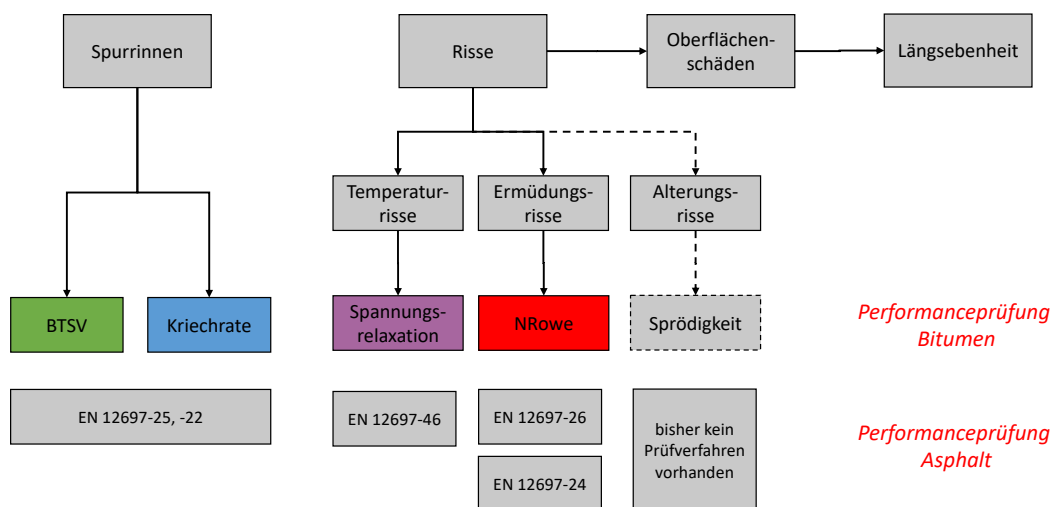 Spurrinnen
Risse
Oberflächen-
schäden
Längsebenheit
Temperatur-
risse
Ermüdungs-
risse
Alterungs-
risse
BTSV
Kriechrate
Spannungs-
relaxation
NRowe
Sprödigkeit
Performanceprüfung
Bitumen
EN 12697-25, -22
EN 12697-46
EN 12697-26
EN 12697-24
bisher kein
Prüfverfahren
vorhanden
Performanceprüfung
Asphalt